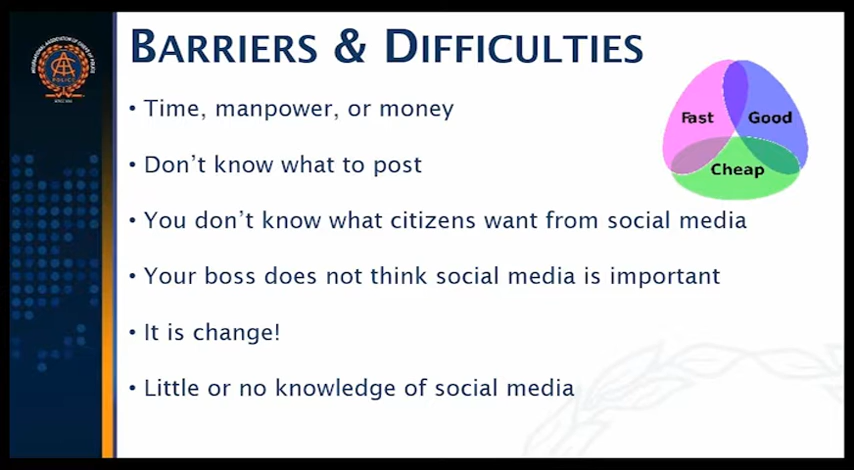 BARRIERS & DIFFICULTIES
• Time, manpower, or money
Fast
Good
Cheap
• Don't know what to post
• You don't know what citizens want from social media
• Your boss does not think social media is important
• It is change!
• Little or no knowledge of social media
POLICE